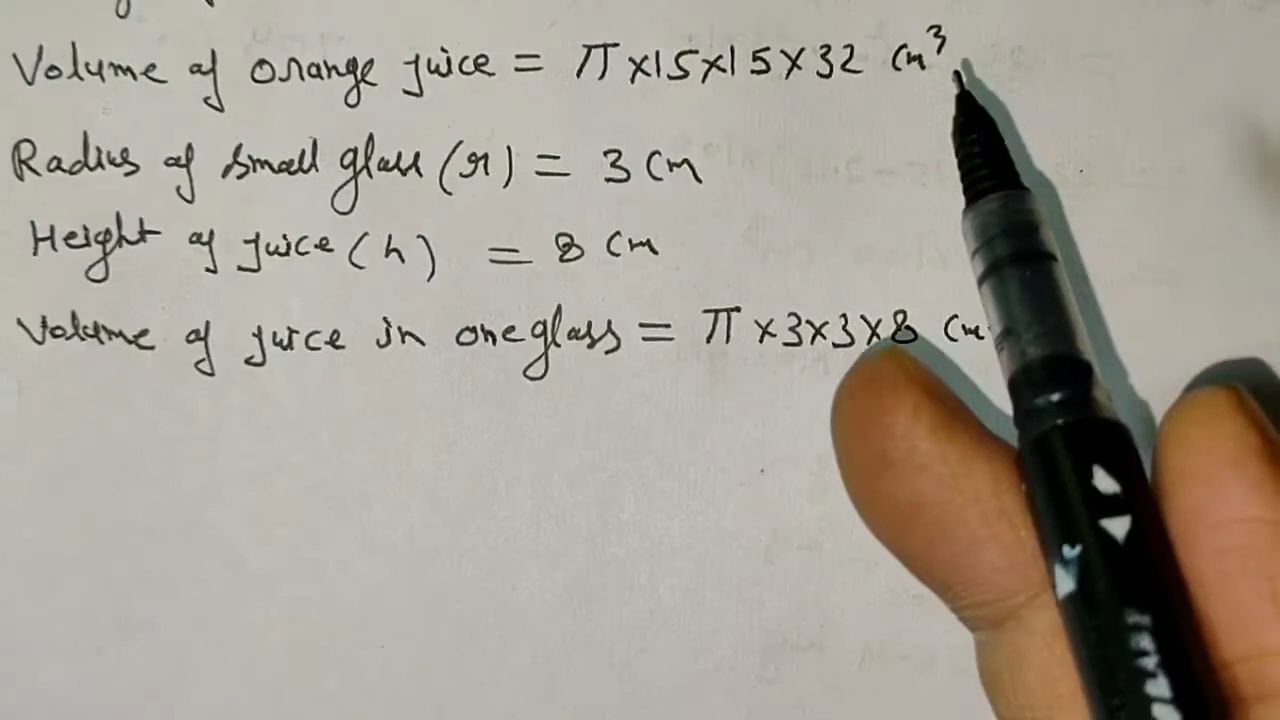 Volume of orange juice = π×15×15×32 cm³
Radius of small glass (r) = 3 cm
Height of juice (h) = 8 cm
Volume of juice in one glass = π×3×3×8 cm